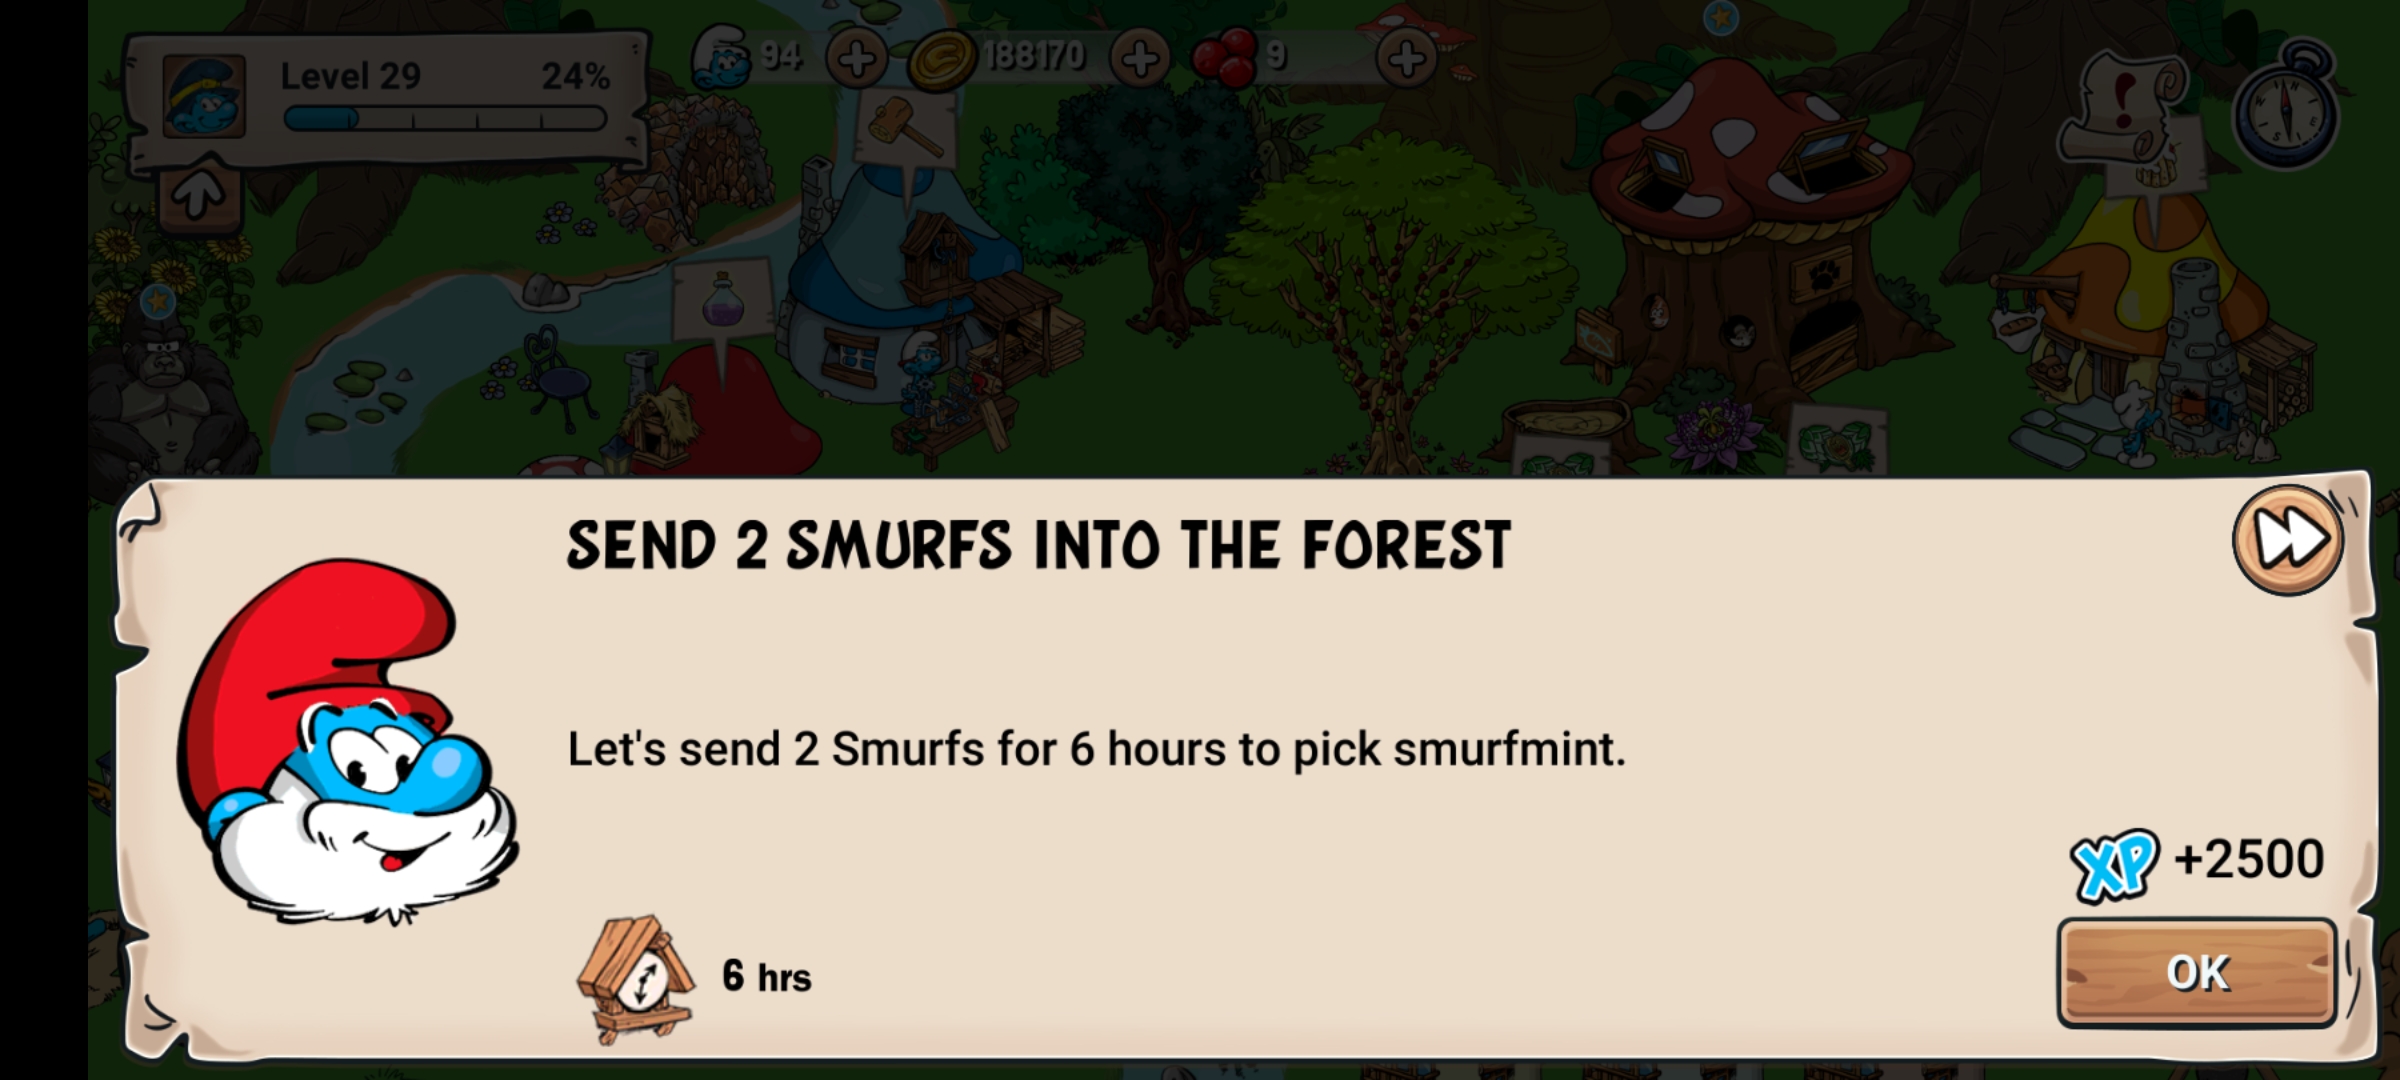 Level 29 24%
94
188170
9
SEND 2 SMURFS INTO THE FOREST
Let's send 2 Smurfs for 6 hours to pick smurfmint.
XP +2500
6 hrs
OK